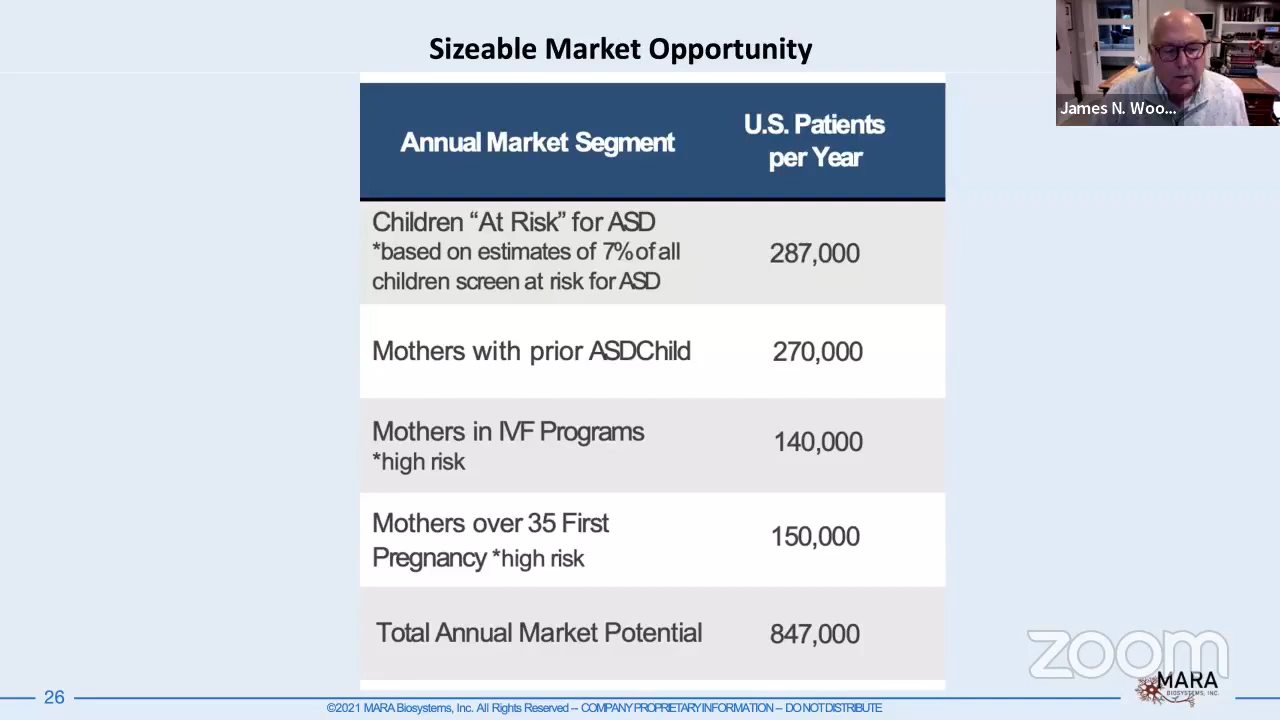 Sizeable Market Opportunity
James N. Woo...
Annual Market Segment
U.S. Patients
per Year
Children “At Risk” for ASD
*based on estimates of 7% of all
children screen at risk for ASD
287,000
Mothers with prior ASDChild
270,000
Mothers in IVF Programs
*high risk
140,000
Mothers over 35 First
Pregnancy *high risk
150,000
Total Annual Market Potential
847,000
zoom
MARA
BIOSYSTEMS, INC.
26
©2021 MARA Biosystems, Inc. All Rights Reserved -- COMPANY PROPRIETARY INFORMATION -- DO NOT DISTRIBUTE